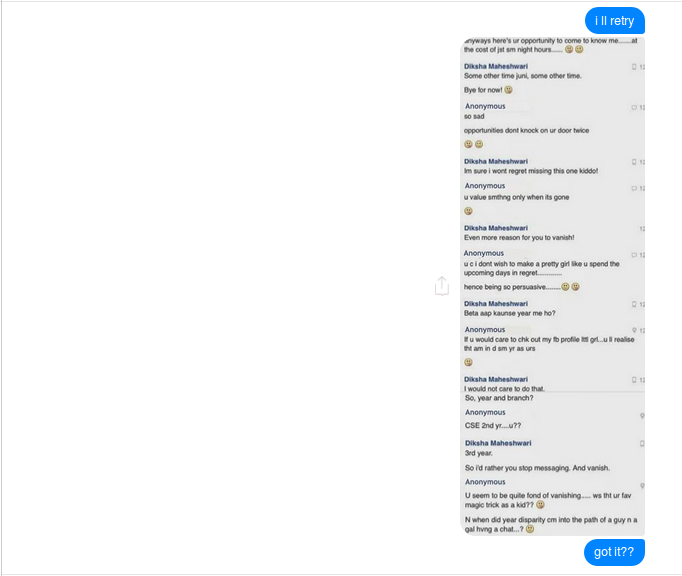 i ll retry
anyways here's ur opportunity to come to know me.......at
the cost of jst sm night hours......
Diksha Maheshwari
Some other time juni, some other time.
Bye for now!
Anonymous
so sad
opportunities dont knock on ur door twice
Diksha Maheshwari
Im sure i wont regret missing this one kiddo!
Anonymous
u value smthng only when its gone
Diksha Maheshwari
Even more reason for you to vanish!
Anonymous
u c i dont wish to make a pretty girl like u spend the
upcoming days in regret.............
hence being so persuasive........
Diksha Maheshwari
Beta aap kaunse year me ho?
Anonymous
If u would care to chk out my fb profile lttl grl...u ll realise
tht am in d sm yr as urs
Diksha Maheshwari
I would not care to do that.
So, year and branch?
Anonymous
CSE 2nd yr....u??
Diksha Maheshwari
3rd year.
So i'd rather you stop messaging. And vanish.
Anonymous
U seem to be quite fond of vanishing..... ws tht ur fav
magic trick as a kid??
N when did year disparity cm into the path of a guy n a
gal hvng a chat...?
got it??